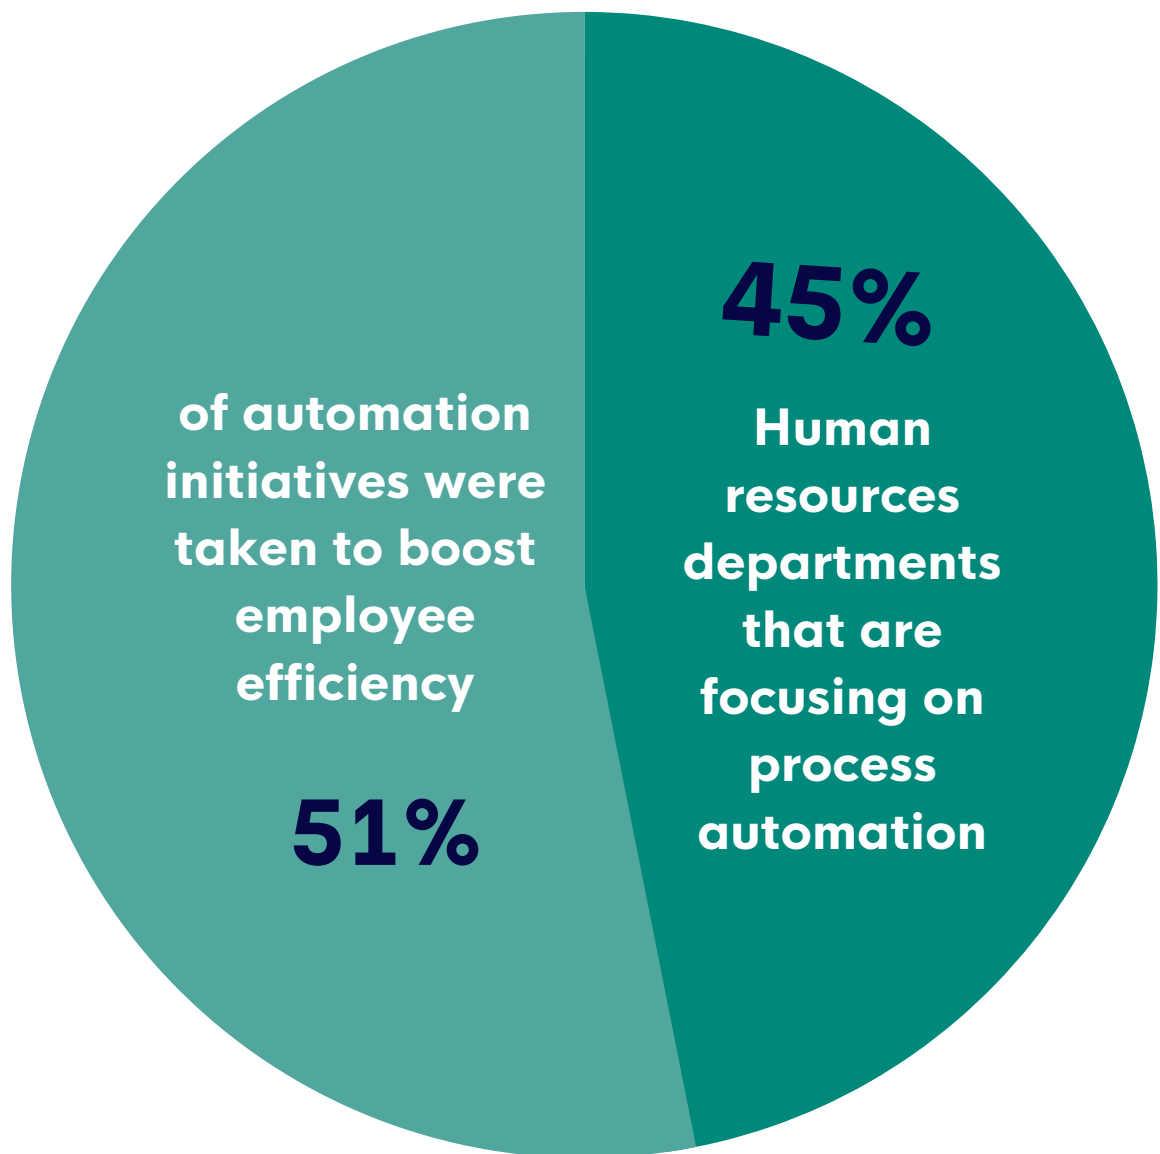 of automation
initiatives were
taken to boost
employee
efficiency
51%
45%
Human
resources
departments
that are
focusing on
process
automation